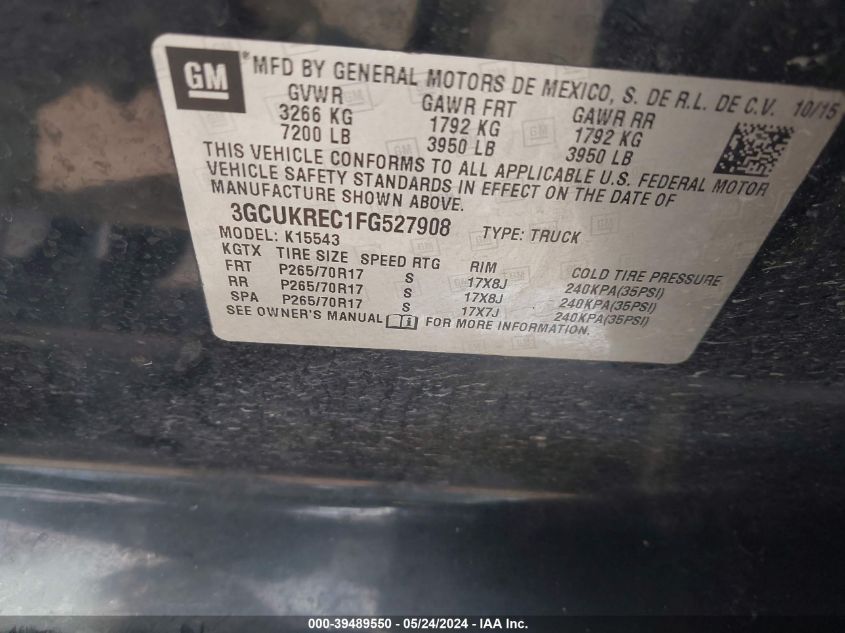 GM ® MFD BY GENERAL MOTORS DE MEXICO, S. DE R.L. DE C.V. 10/15
GVWR GAWR FRT GAWR RR
3266 KG 1792 KG 1792 KG
7200 LB 3950 LB 3950 LB
THIS VEHICLE CONFORMS TO ALL APPLICABLE U.S. FEDERAL MOTOR
VEHICLE SAFETY STANDARDS IN EFFECT ON THE DATE OF
MANUFACTURE SHOWN ABOVE.
3GCUKREC1FG527908 TYPE: TRUCK
MODEL: K15543
KGTX TIRE SIZE SPEED RTG RIM COLD TIRE PRESSURE
FRT P265/70R17 S 17X8J 240KPA(35PSI)
RR P265/70R17 S 17X8J 240KPA(35PSI)
SPA P265/70R17 S 17X7J 240KPA(35PSI)
SEE OWNER'S MANUAL FOR MORE INFORMATION.
000-39489550 - 05/24/2024 - IAA Inc.